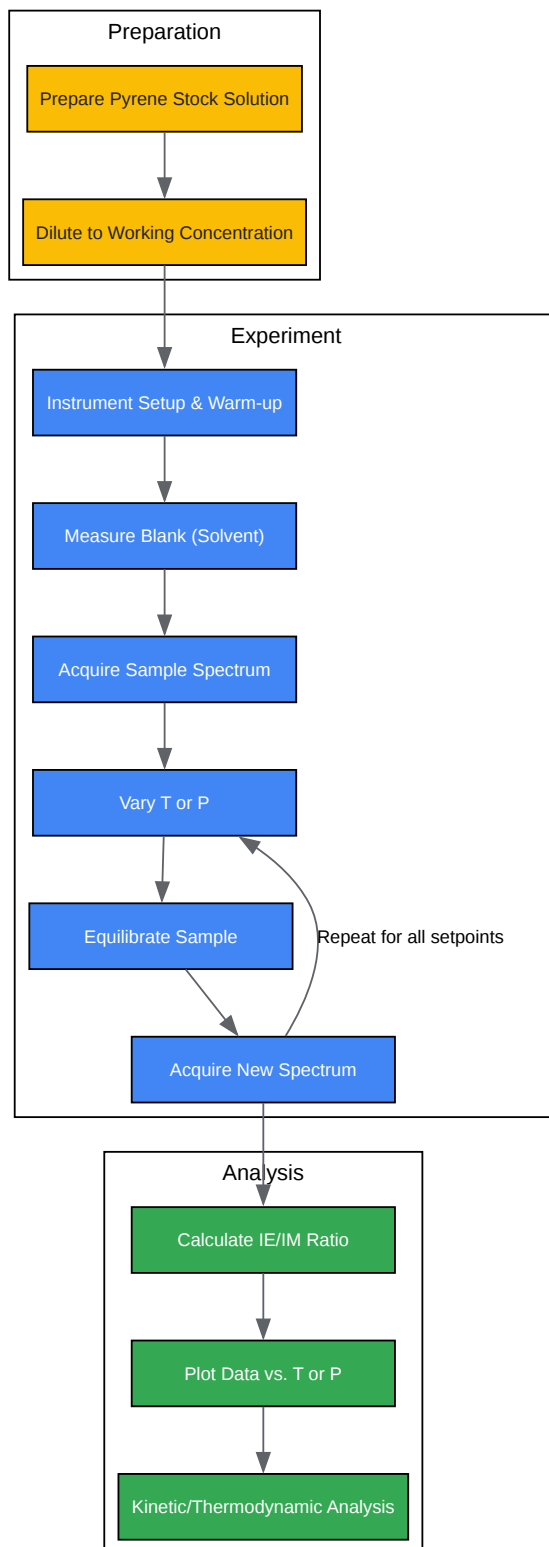 Preparation
Prepare Pyrene Stock Solution
Dilute to Working Concentration
Experiment
Instrument Setup & Warm-up
Measure Blank (Solvent)
Acquire Sample Spectrum
Vary T or P
Equilibrate Sample
Repeat for all setpoints
Acquire New Spectrum
Analysis
Calculate IE/IM Ratio
Plot Data vs. T or P
Kinetic/Thermodynamic Analysis